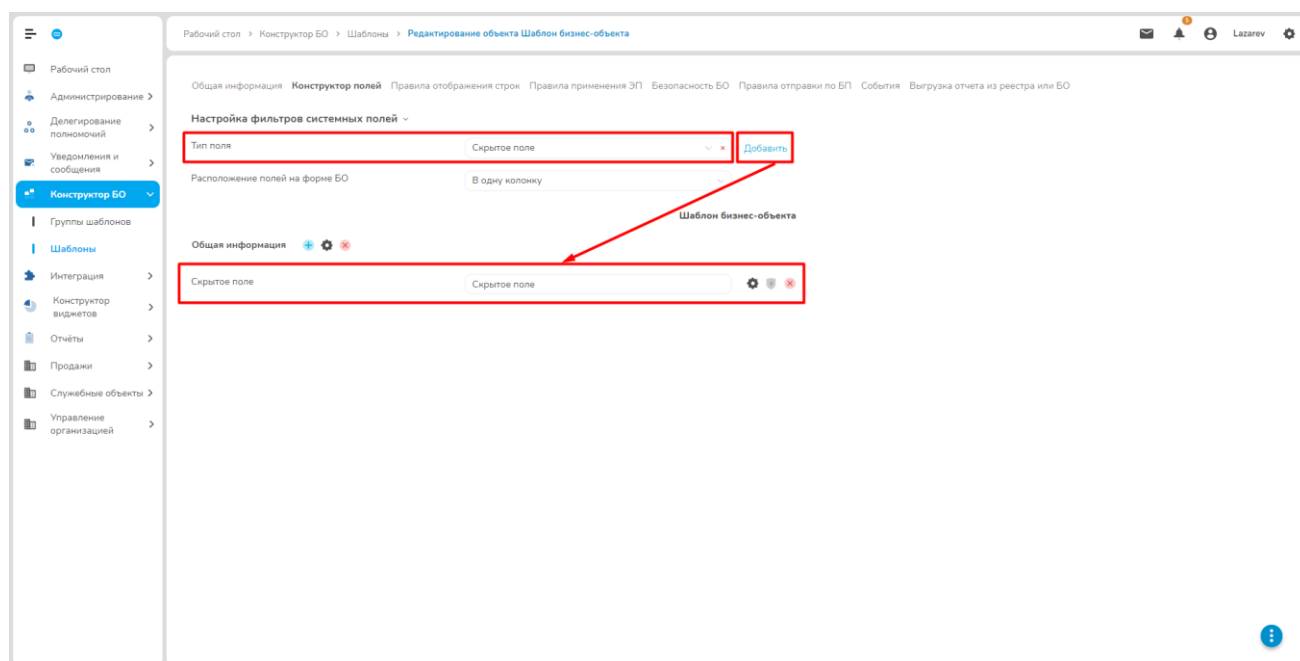 Рабочий стол > Конструктор БО > Шаблоны > Редактирование объекта Шаблон бизнес-объекта
1
Lazarev
Рабочий стол
Администрирование
Делегирование
полномочий
Уведомления и
сообщения
Конструктор БО
Группы шаблонов
Шаблоны
Интеграция
Конструктор
виджетов
Отчёты
Продажи
Служебные объекты
Управление
организацией
Общая информация Конструктор полей Правила отображения строк Правила применения ЭП Безопасность БО Правила отправки по БП События Выгрузка отчета из реестра или БО
Настройка фильтров системных полей
Тип поля Скрытое поле Добавить
Расположение полей на форме БО В одну колонку
Шаблон бизнес-объекта
Общая информация
Скрытое поле Скрытое поле